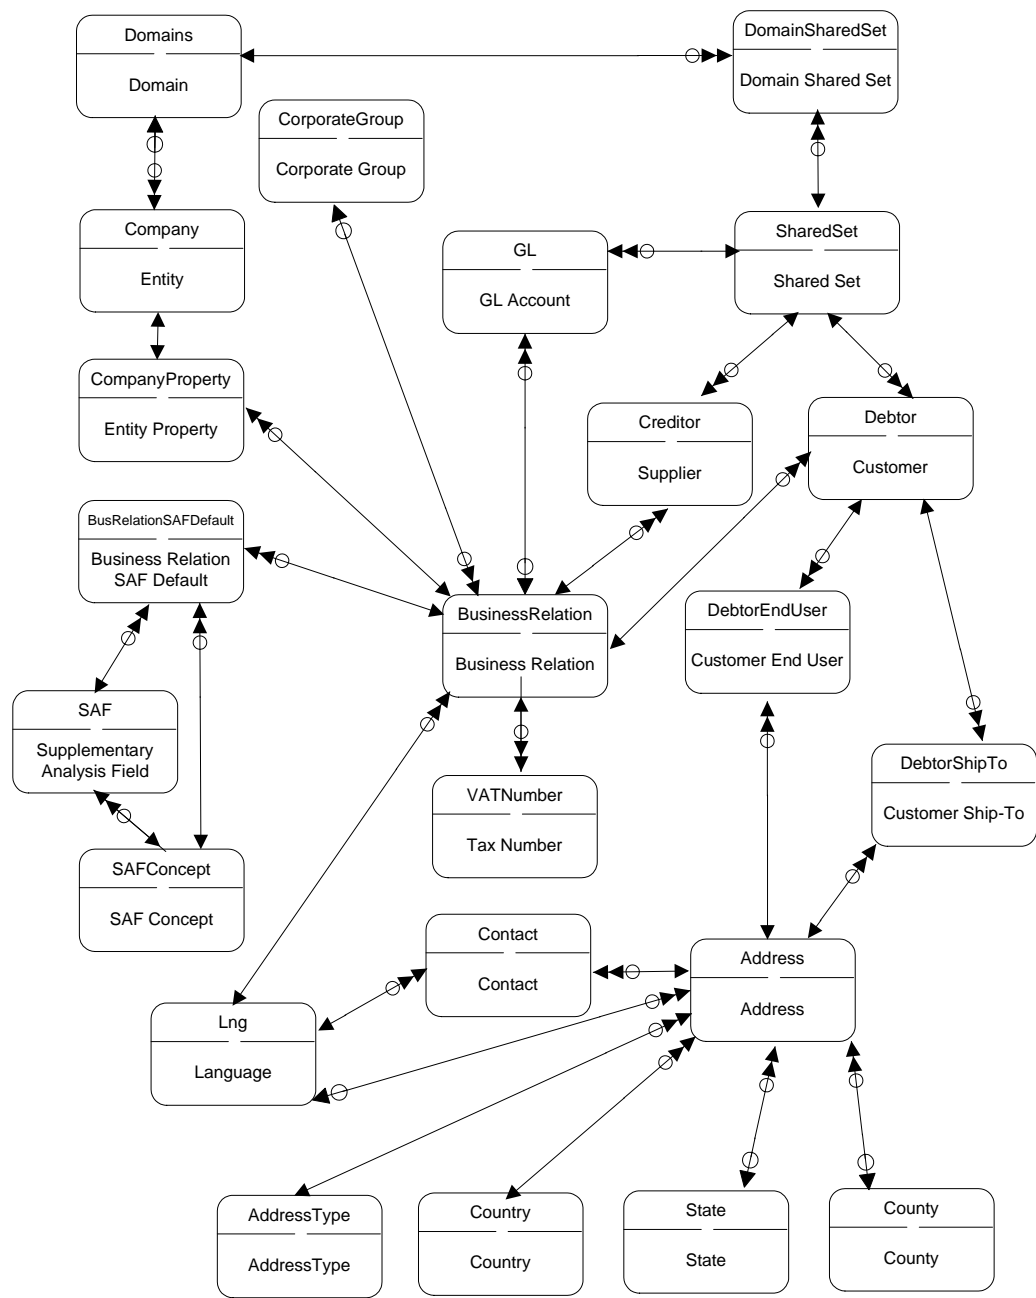 Domains
Domain
DomainSharedSet
Domain Shared Set
CorporateGroup
Corporate Group
Company
Entity
GL
GL Account
SharedSet
Shared Set
CompanyProperty
Entity Property
Creditor
Supplier
Debtor
Customer
BusRelationSAFDefault
Business Relation
SAF Default
BusinessRelation
Business Relation
DebtorEndUser
Customer End User
SAF
Supplementary
Analysis Field
DebtorShipTo
Customer Ship-To
VATNumber
Tax Number
SAFConcept
SAF Concept
Contact
Contact
Address
Address
Lng
Language
AddressType
AddressType
Country
Country
State
State
County
County